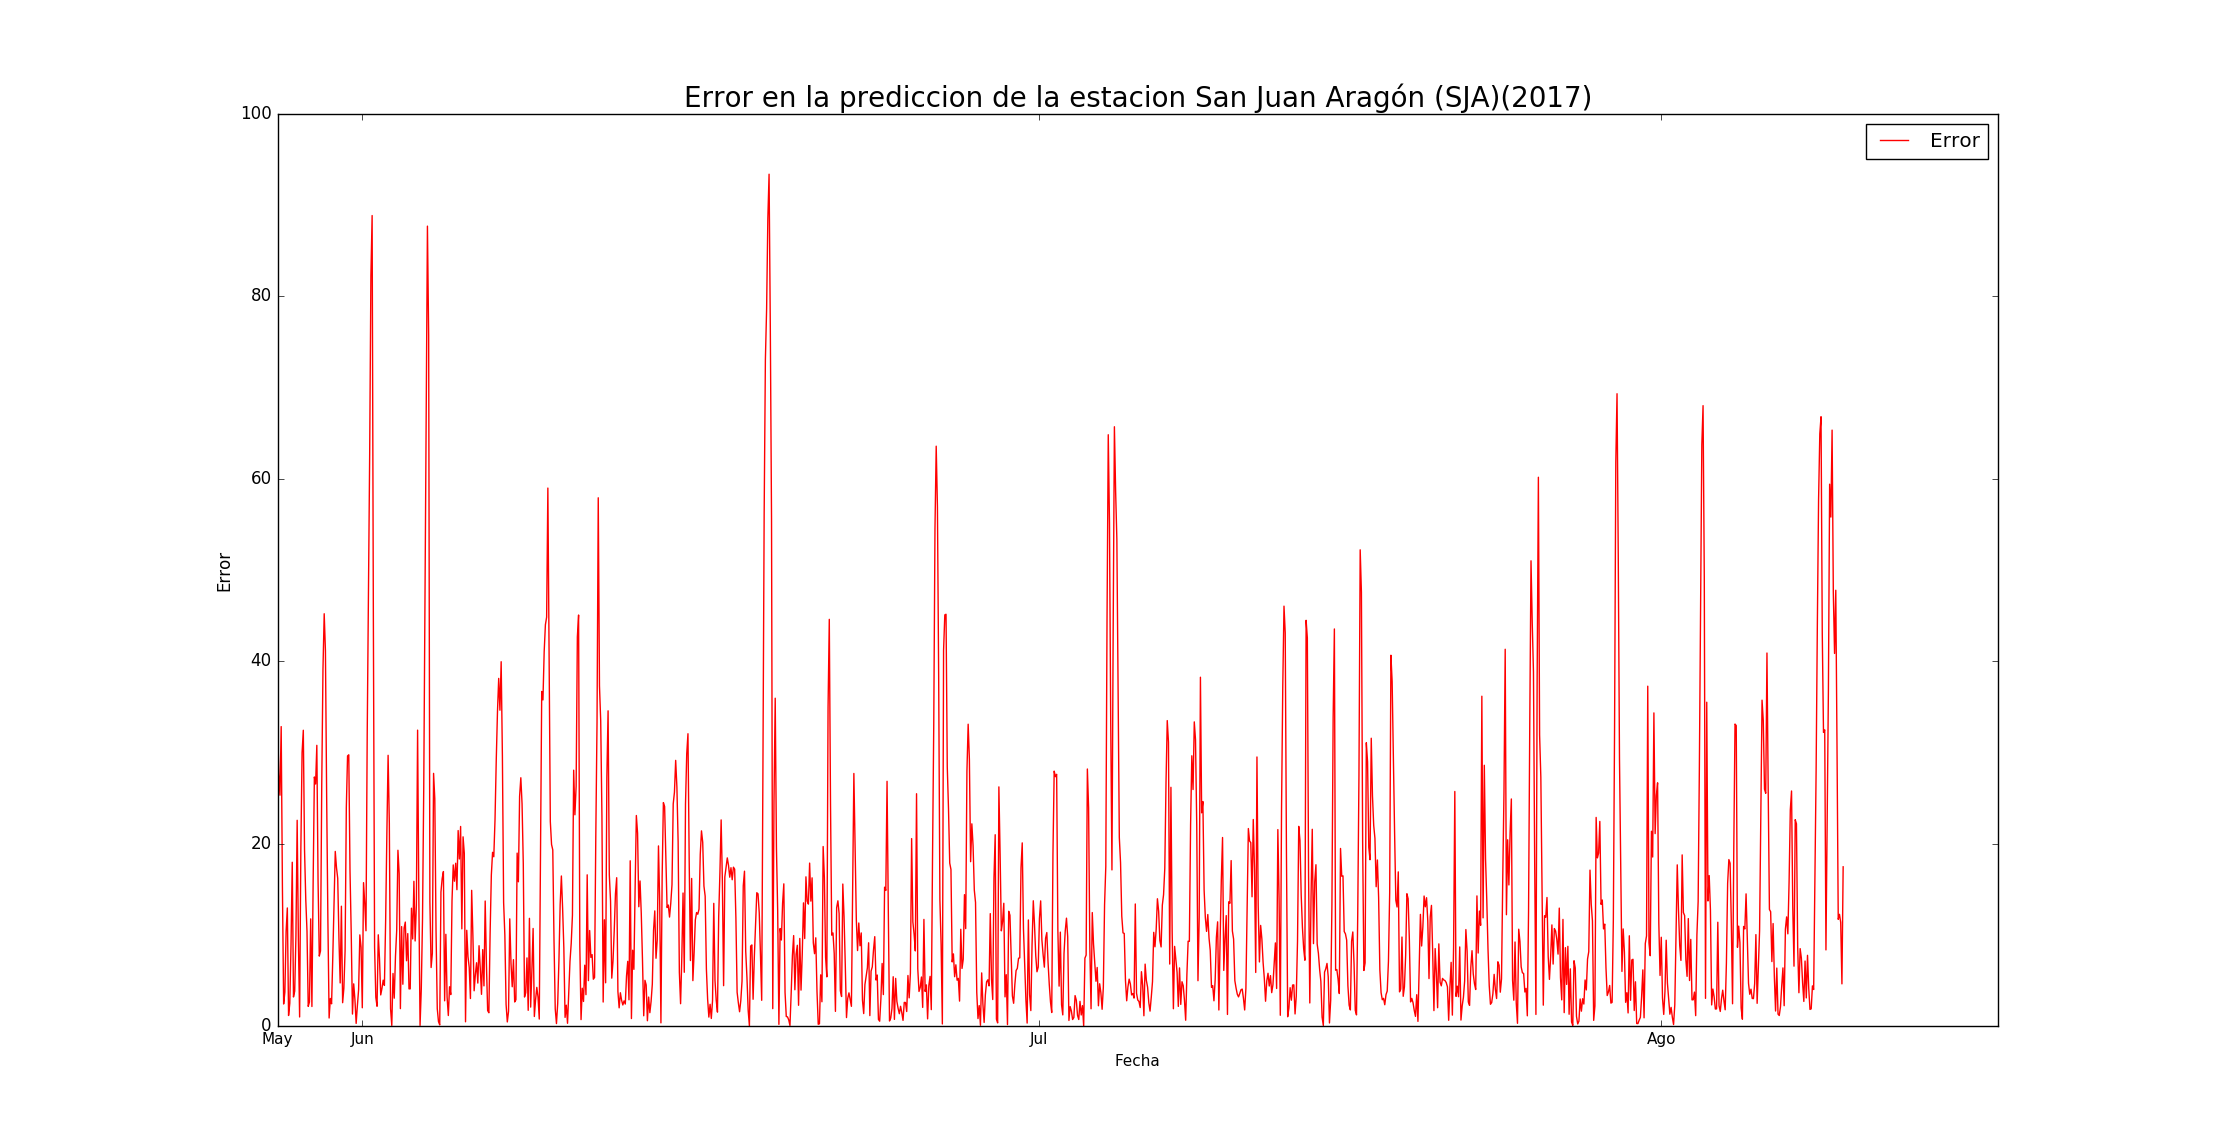 Error en la prediccion de la estacion San Juan Aragón (SJA)(2017)
Error
100
80
60
40
20
0
Error
May
Jun
Jul
Ago
Fecha